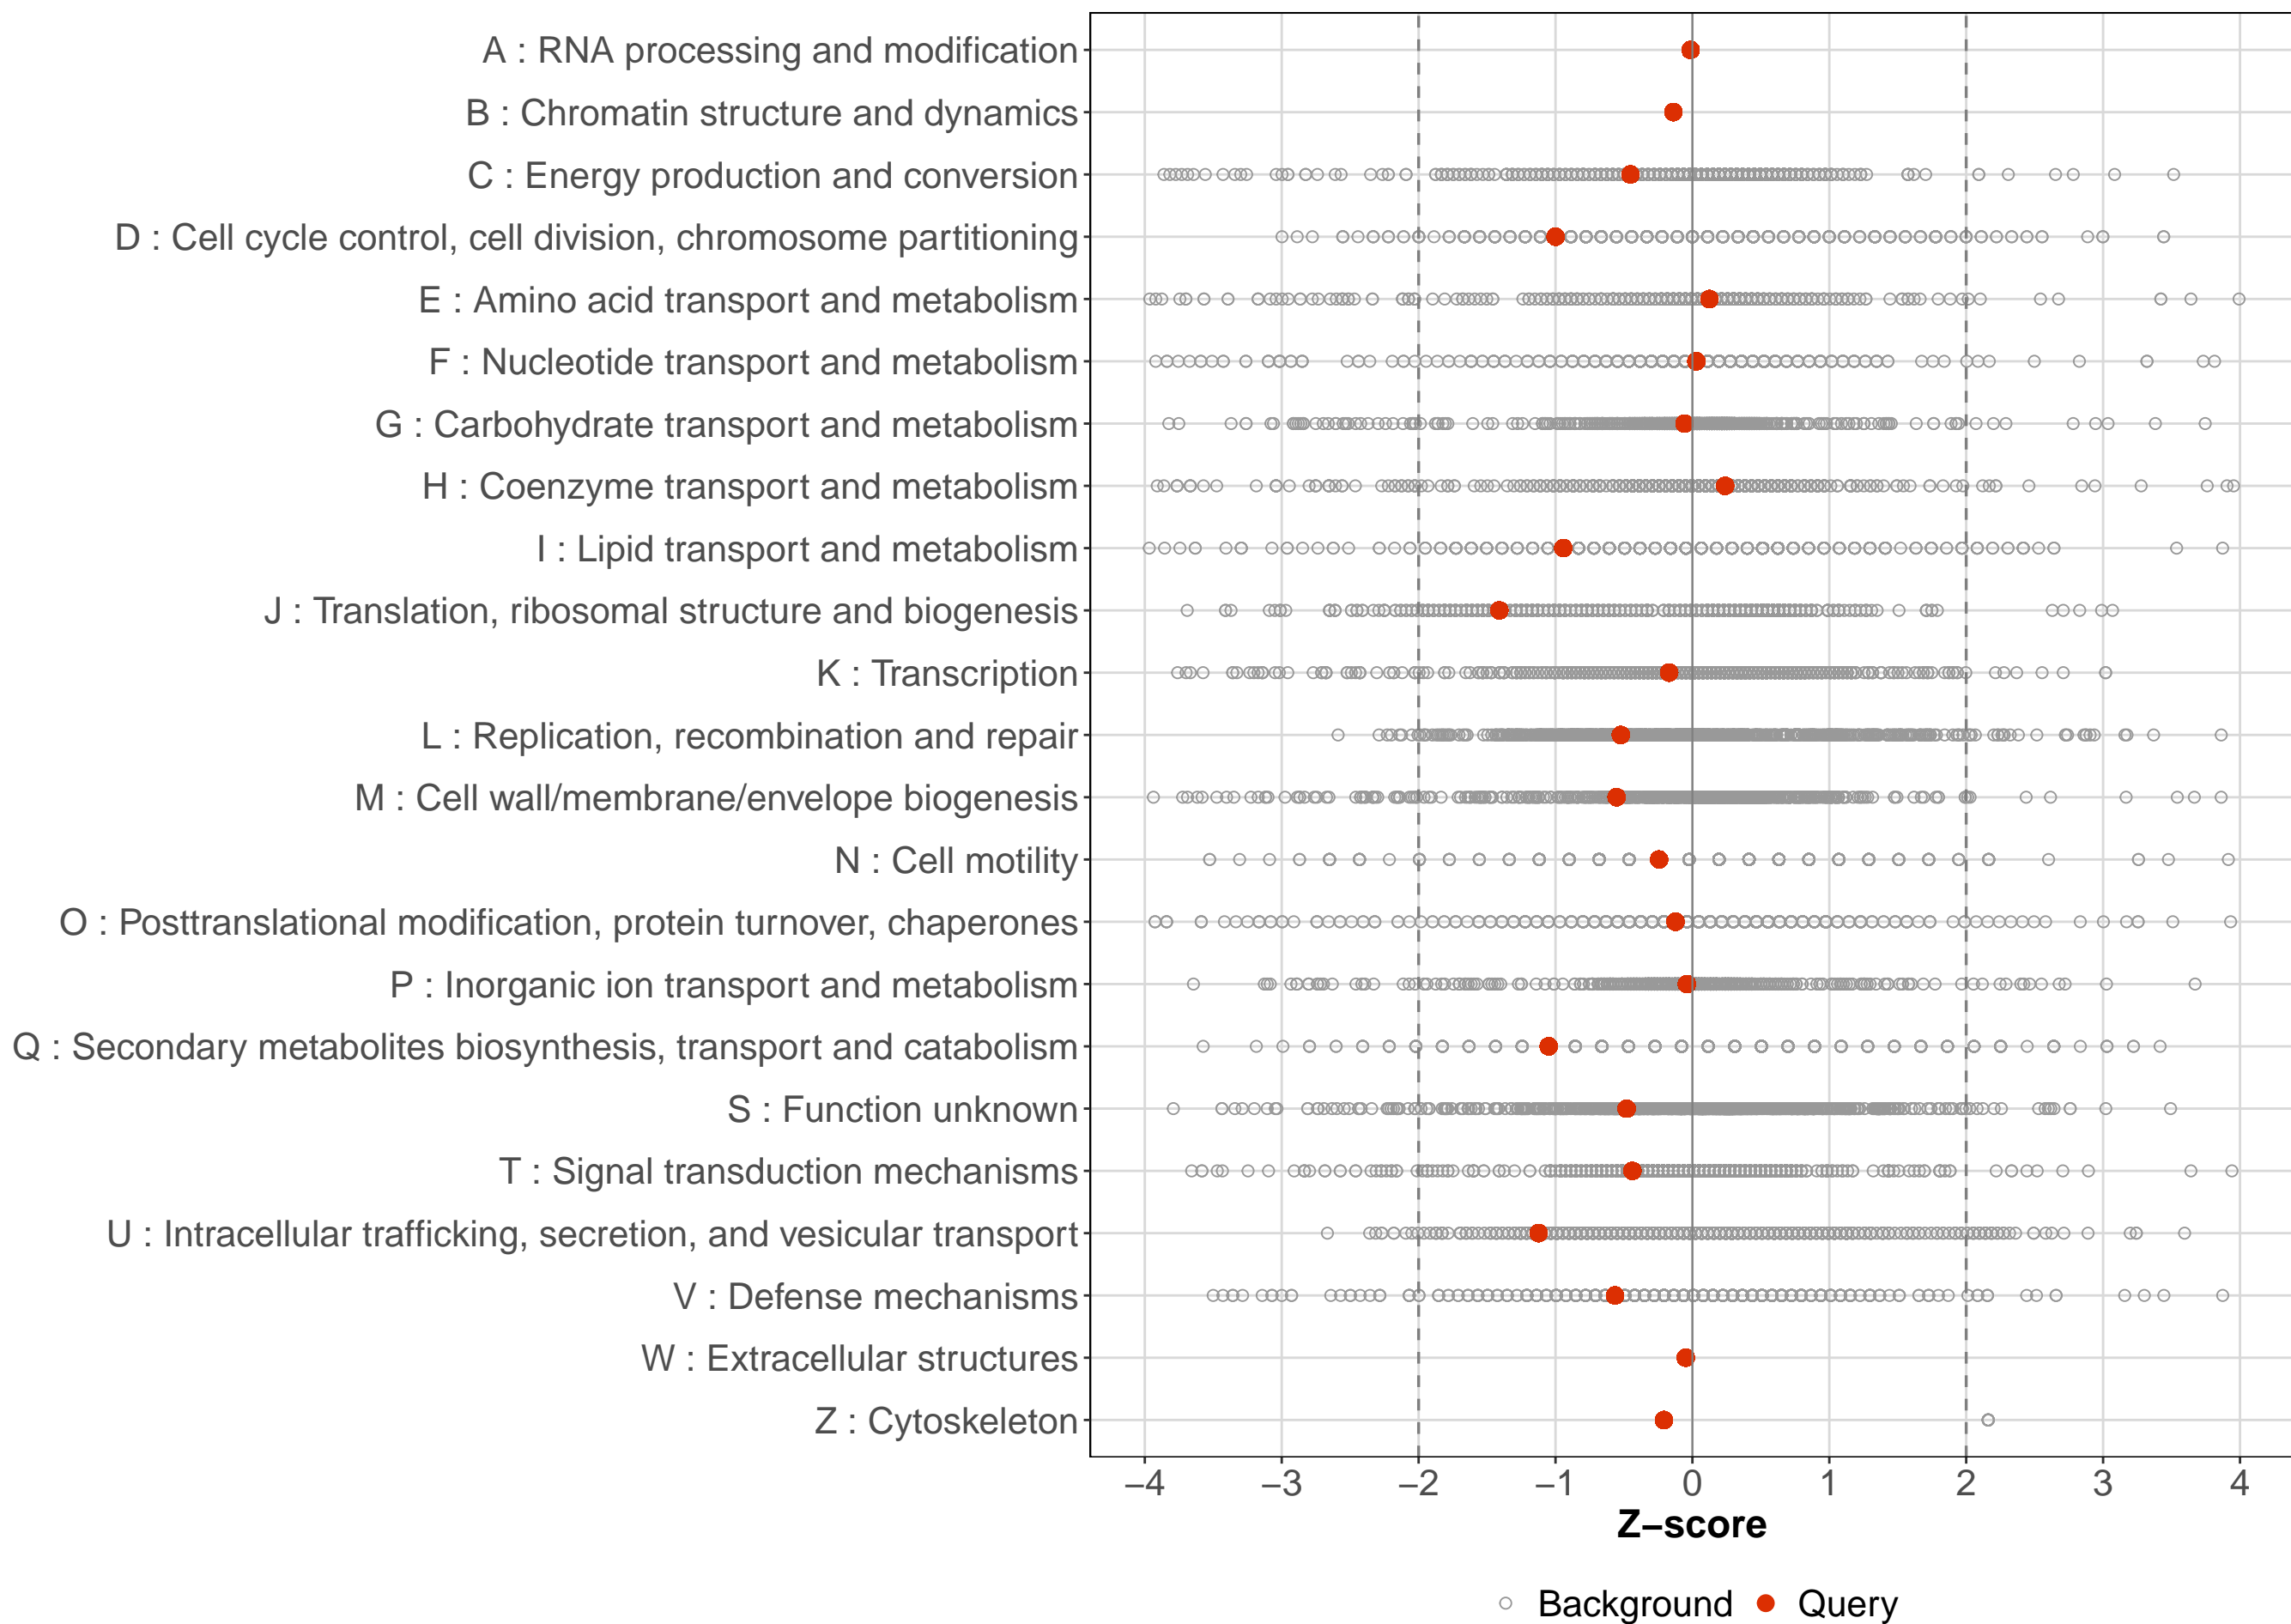 A : RNA processing and modification
B : Chromatin structure and dynamics
C : Energy production and conversion
D : Cell cycle control, cell division, chromosome partitioning
E : Amino acid transport and metabolism
F : Nucleotide transport and metabolism
G : Carbohydrate transport and metabolism
H : Coenzyme transport and metabolism
I : Lipid transport and metabolism
J : Translation, ribosomal structure and biogenesis
K : Transcription
L : Replication, recombination and repair
M : Cell wall/membrane/envelope biogenesis
N : Cell motility
O : Posttranslational modification, protein turnover, chaperones
P : Inorganic ion transport and metabolism
Q : Secondary metabolites biosynthesis, transport and catabolism
S : Function unknown
T : Signal transduction mechanisms
U : Intracellular trafficking, secretion, and vesicular transport
V : Defense mechanisms
W : Extracellular structures
Z : Cytoskeleton
−4 −3 −2 −1 0 1 2 3 4
Z−score
Background Query